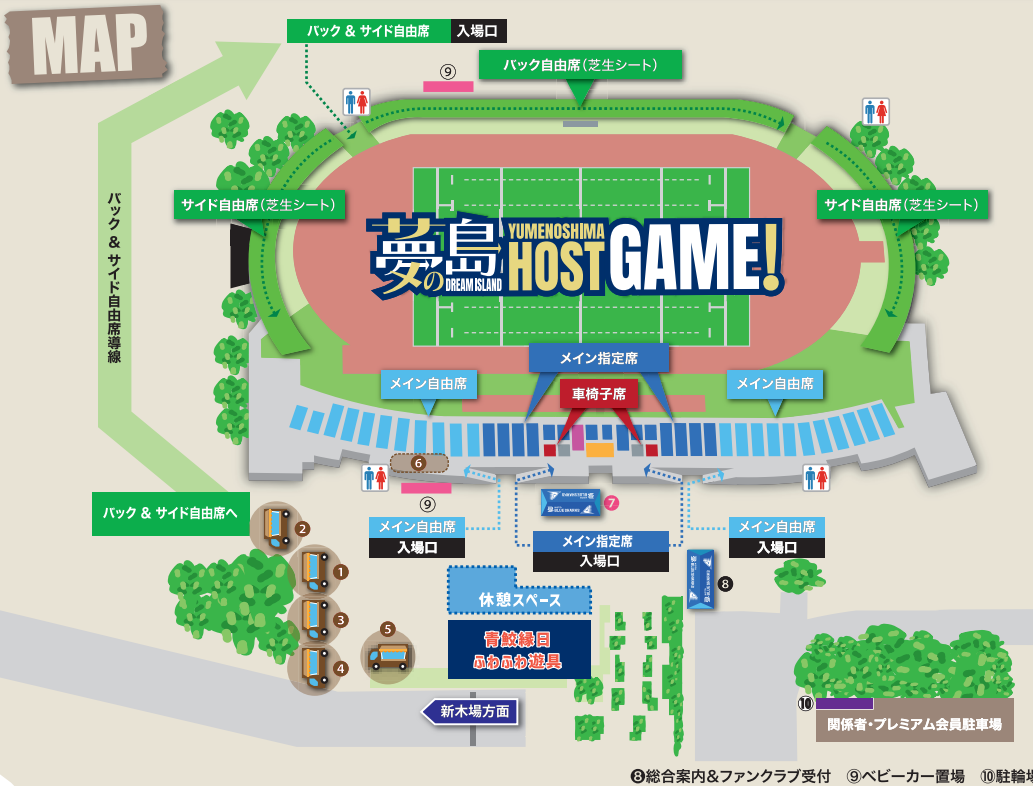 MAP
バック & サイド自由席 入場口
⑨
バック自由席(芝生シート)
サイド自由席(芝生シート)
サイド自由席(芝生シート)
バック & サイド自由席導線
夢の島
DREAM ISLAND
YUMENOSHIMA
HOST GAME!
メイン指定席
メイン自由席
車椅子席
メイン自由席
❻
⑨
❼
バック & サイド自由席へ
❷
メイン自由席
入場口
メイン指定席
入場口
メイン自由席
入場口
❶
❽
休憩スペース
❸
❺
青鮫縁日
ふわふわ遊具
❹
新木場方面
❿
関係者・プレミアム会員駐車場
❽総合案内&ファンクラブ受付 ⑨ベビーカー置場 ⑩駐輪場